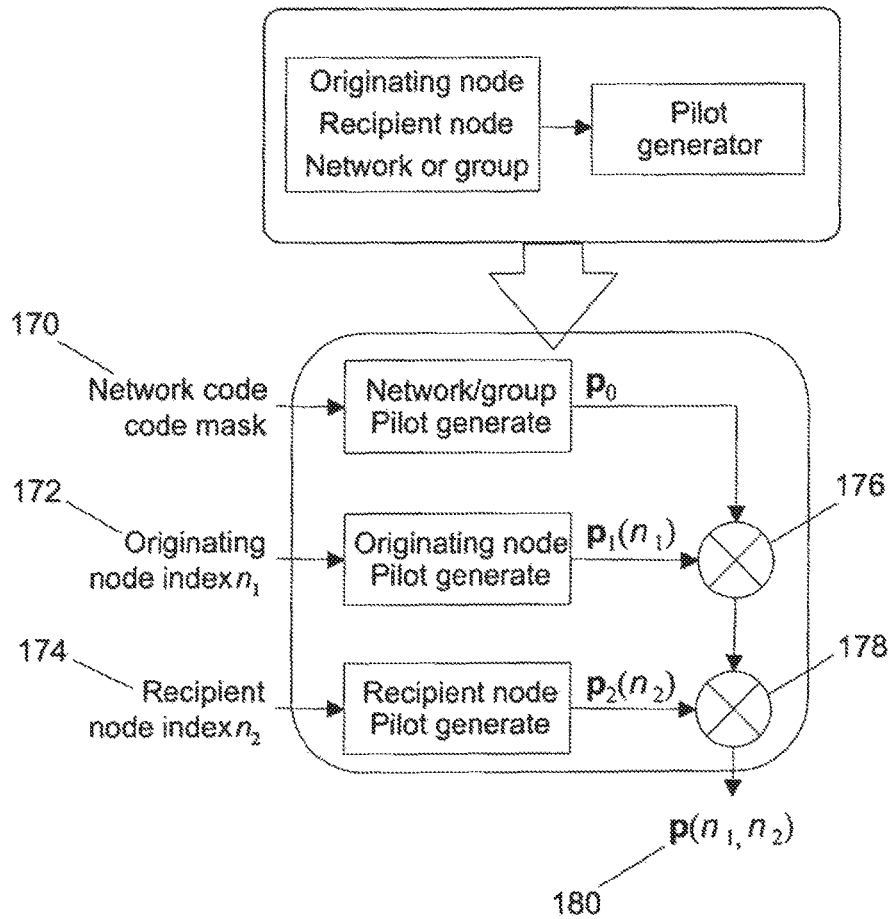 Originating node
Recipient node
Network or group
Pilot
generator
170
Network code
code mask
Network/group
Pilot generate
p0
172
Originating
node index n1
Originating node
Pilot generate
p1(n1)
176
174
Recipient
node index n2
Recipient node
Pilot generate
p2(n2)
178
p(n1, n2)
180